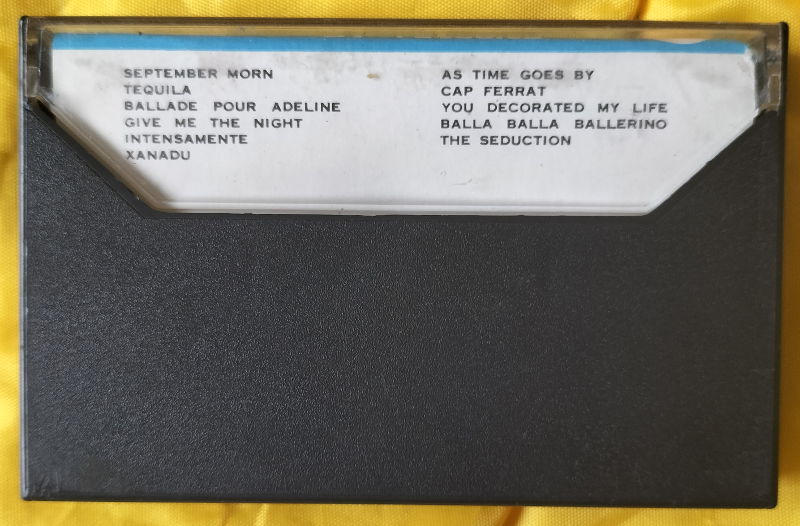 SEPTEMBER MORN
TEQUILA
BALLADE POUR ADELINE
GIVE ME THE NIGHT
INTENSAMENTE
XANADU
AS TIME GOES BY
CAP FERRAT
YOU DECORATED MY LIFE
BALLA BALLA BALLERINO
THE SEDUCTION